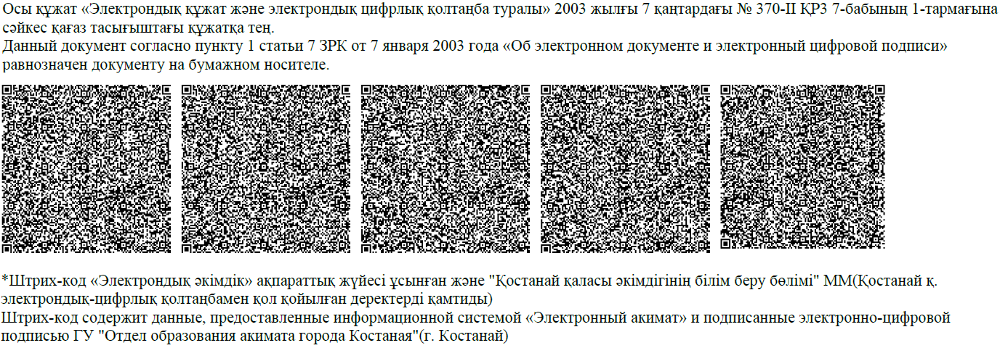 Осы құжат «Электрондық құжат және электрондық цифрлық қолтаңба туралы» 2003 жылғы 7 қаңтардағы № 370-II ҚРЗ 7-бабының 1-тармағына
сәйкес қағаз тасығыштағы құжатқа тең.
Данный документ согласно пункту 1 статьи 7 ЗРК от 7 января 2003 года «Об электронном документе и электронный цифровой подписи»
равнозначен документу на бумажном носителе.
*Штрих-код «Электрондық әкімдік» ақпараттық жүйесі ұсынған және "Қостанай қаласы әкімдігінің білім беру бөлімі" ММ(Қостанай қ.
электрондық-цифрлық қолтаңбамен қол қойылған деректерді қамтиды)
Штрих-код содержит данные, предоставленные информационной системой «Электронный акимат» и подписанные электронно-цифровой
подписью ГУ "Отдел образования акимата города Костаная"(г. Костанай)